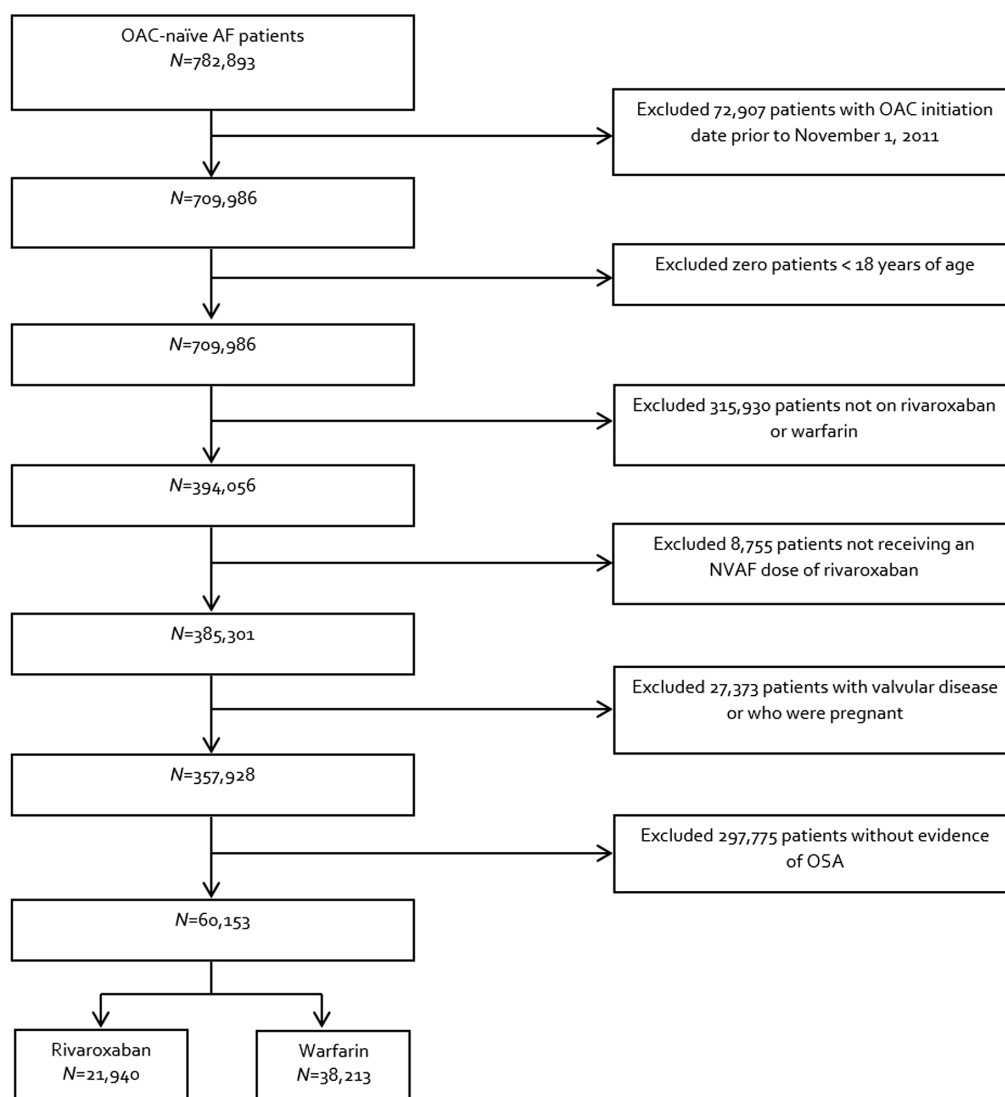 OAC-naïve AF patients
N=782,893
Excluded 72,907 patients with OAC initiation
date prior to November 1, 2011
N=709,986
Excluded zero patients < 18 years of age
N=709,986
Excluded 315,930 patients not on rivaroxaban
or warfarin
N=394,056
Excluded 8,755 patients not receiving an
NVAF dose of rivaroxaban
N=385,301
Excluded 27,373 patients with valvular disease
or who were pregnant
N=357,928
Excluded 297,775 patients without evidence
of OSA
N=60,153
Rivaroxaban
N=21,940
Warfarin
N=38,213